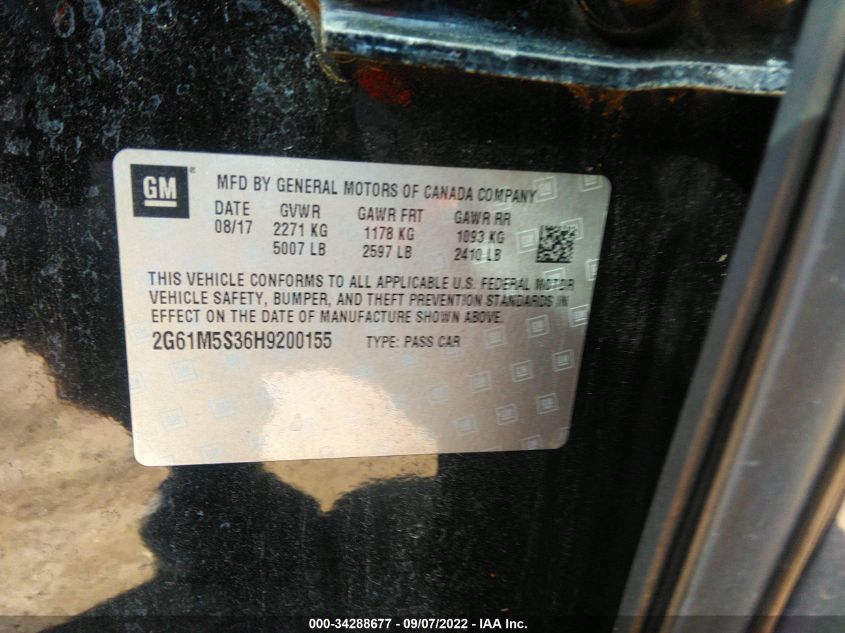 GM® MFD BY GENERAL MOTORS OF CANADA COMPANY
DATE GVWR GAWR FRT GAWR RR
08/17 2271 KG 1178 KG 1093 KG
5007 LB 2597 LB 2410 LB
THIS VEHICLE CONFORMS TO ALL APPLICABLE U.S. FEDERAL MOTOR
VEHICLE SAFETY, BUMPER, AND THEFT PREVENTION STANDARDS IN
EFFECT ON THE DATE OF MANUFACTURE SHOWN ABOVE.
2G61M5S36H9200155 TYPE: PASS CAR
000-34288677 - 09/07/2022 - IAA Inc.